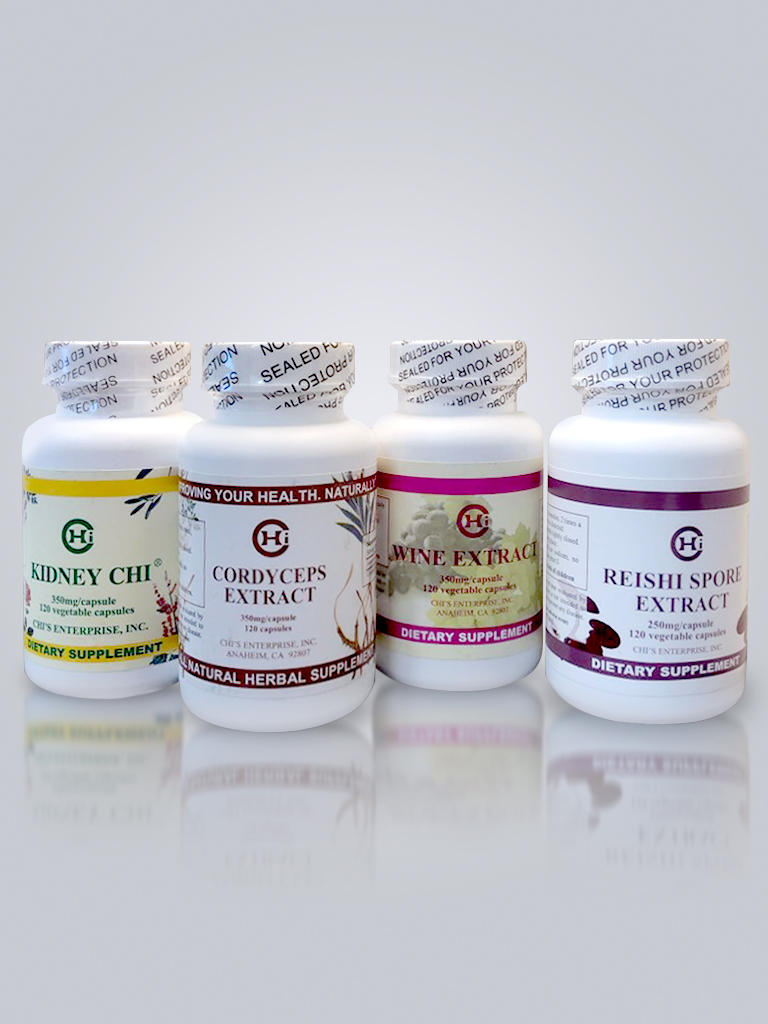 SEALED FOR
PROTECTION
SEALED
CHi
KIDNEY CHI®
350mg/capsule
120 vegetable capsules
CHI'S ENTERPRISE, INC.
DIETARY SUPPLEMENT
SEALED FOR
PROTECTION
SEALED
YOUR HEALTH. NATURALLY
CHi
CORDYCEPS
EXTRACT
350mg/capsule
120 capsules
CHI'S ENTERPRISE, INC.
ANAHEIM, CA 92807
NATURAL HERBAL SUPPLEMENT
SEALED FOR YOUR
PROTECTION
CHi
WINE EXTRACT
350mg/capsule
120 vegetable capsules
CHI'S ENTERPRISE, INC.
ANAHEIM, CA 92807
DIETARY SUPPLEMENT
SEALED FOR YOUR
YOUR PROTECTION
CHi
REISHI SPORE
EXTRACT
250mg/capsule
120 vegetable capsules
CHI'S ENTERPRISE, INC
DIETARY SUPPLEMENT